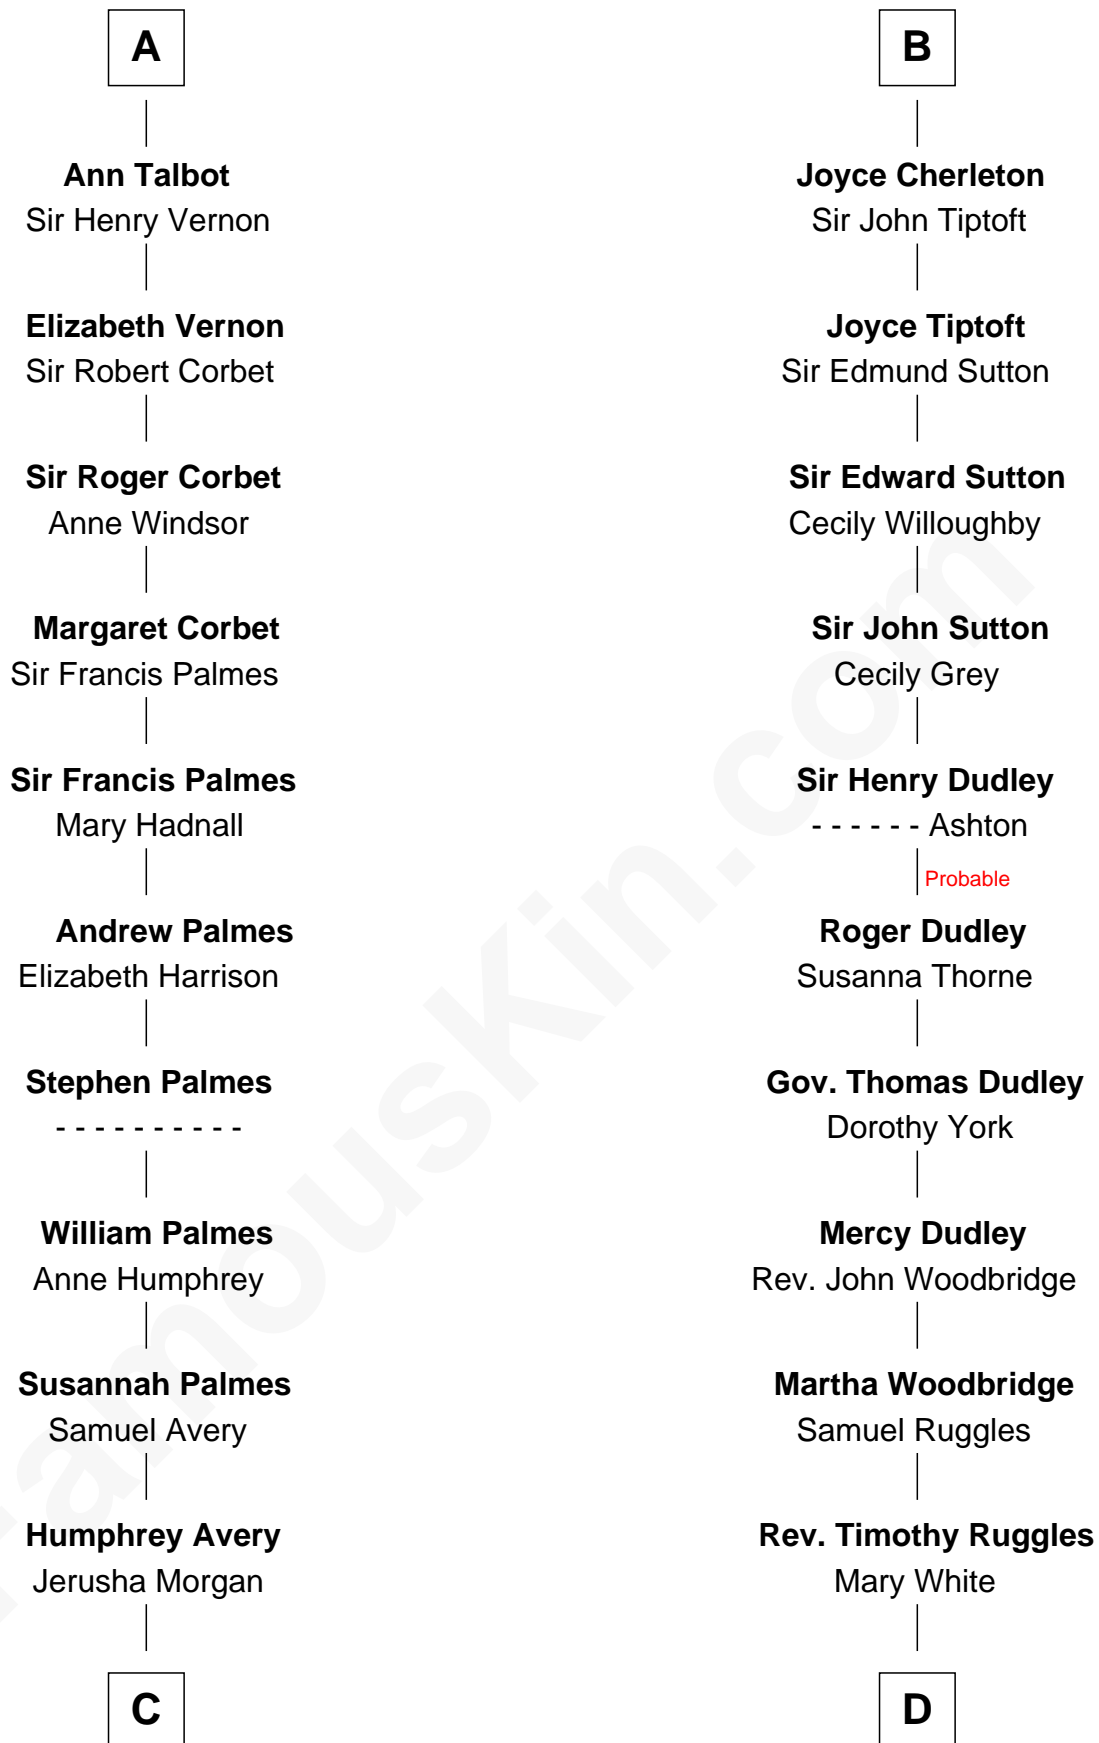 A
Ann Talbot
Sir Henry Vernon
Elizabeth Vernon
Sir Robert Corbet
Sir Roger Corbet
Anne Windsor
Margaret Corbet
Sir Francis Palmes
Sir Francis Palmes
Mary Hadnall
Andrew Palmes
Elizabeth Harrison
Stephen Palmes
- - - - - - - - - -
William Palmes
Anne Humphrey
Susannah Palmes
Samuel Avery
Humphrey Avery
Jerusha Morgan
C
B
Joyce Cherleton
Sir John Tiptoft
Joyce Tiptoft
Sir Edmund Sutton
Sir Edward Sutton
Cecily Willoughby
Sir John Sutton
Cecily Grey
Sir Henry Dudley
- - - - - - Ashton
Probable
Roger Dudley
Susanna Thorne
Gov. Thomas Dudley
Dorothy York
Mercy Dudley
Rev. John Woodbridge
Martha Woodbridge
Samuel Ruggles
Rev. Timothy Ruggles
Mary White
D
FamousKin.com